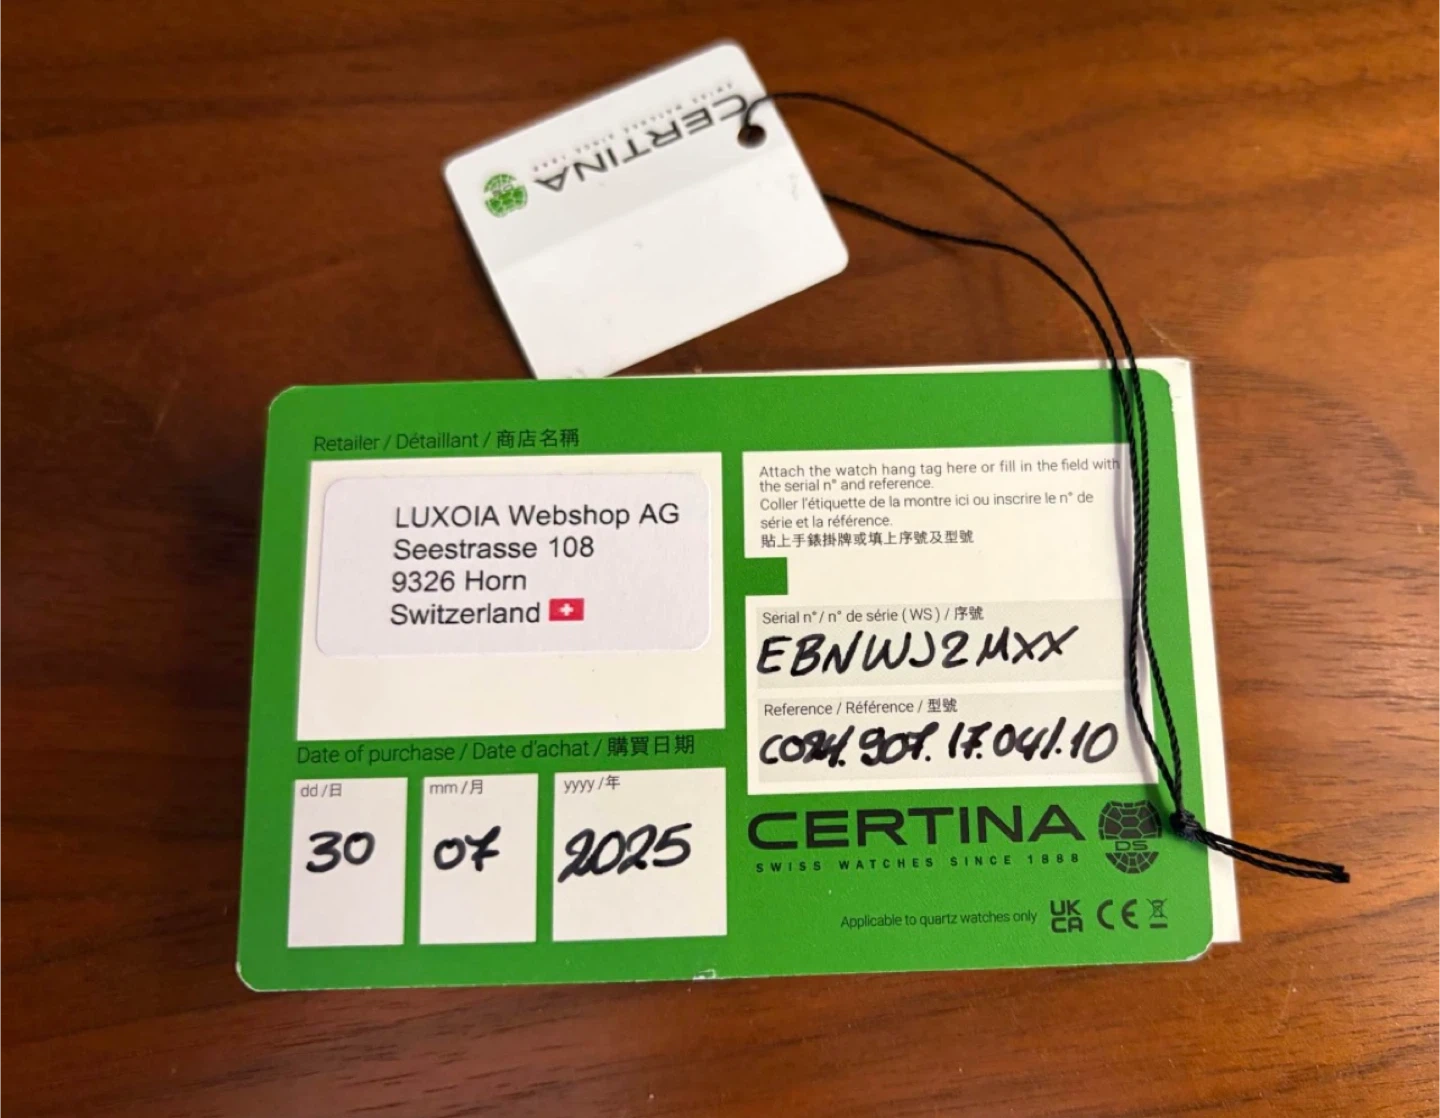 CERTINA
SWISS WATCHES SINCE 1888
DS
Retailer / Détaillant / 商店名稱
LUXOIA Webshop AG
Seestrasse 108
9326 Horn
Switzerland
Date of purchase / Date d'achat / 購買日期
dd /日
30
mm /月
07
yyyy /年
2025
Attach the watch hang tag here or fill in the field with
the serial n° and reference.
Coller l'étiquette de la montre ici ou inscrire le n° de
série et la référence.
貼上手錶掛牌或填上序號及型號
Serial n°/ n° de série ( WS ) / 序號
EBNWJ2MXX
Reference / Référence / 型號
C024.907.17.041.10
CERTINA
SWISS WATCHES SINCE 1888
DS
Applicable to quartz watches only
UK
CA
CE